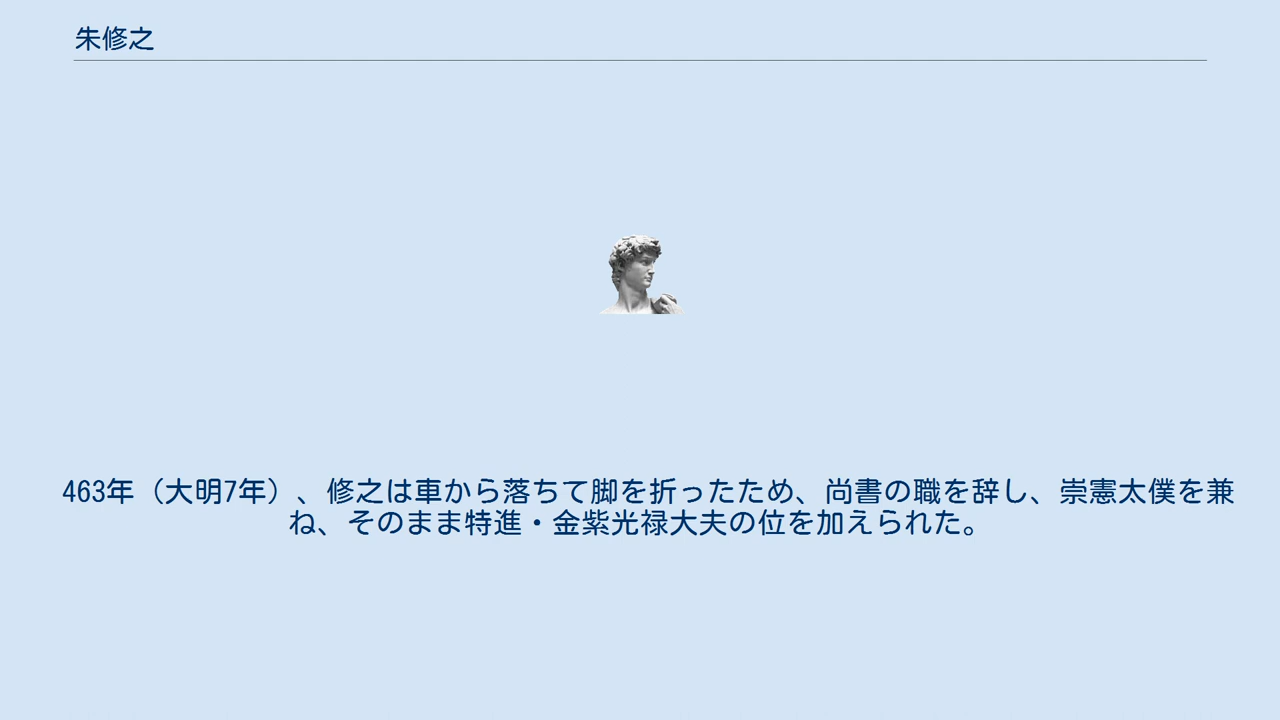 朱修之
463年（大明7年）、修之は車から落ちて脚を折ったため、尚書の職を辞し、崇憲太僕を兼
ね、そのまま特進・金紫光禄大夫の位を加えられた。